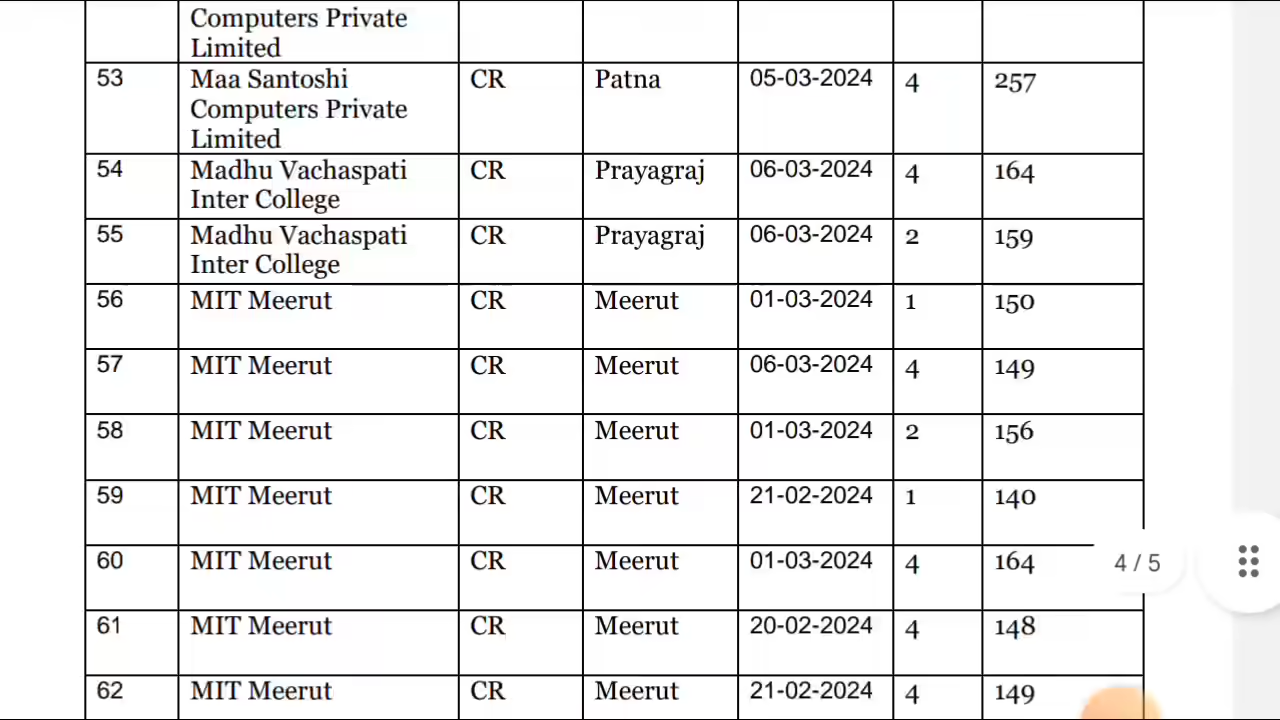 Computers Private
Limited
53 Maa Santoshi CR Patna 05-03-2024 4 257
Computers Private
Limited
54 Madhu Vachaspati CR Prayagraj 06-03-2024 4 164
Inter College
55 Madhu Vachaspati CR Prayagraj 06-03-2024 2 159
Inter College
56 MIT Meerut CR Meerut 01-03-2024 1 150
57 MIT Meerut CR Meerut 06-03-2024 4 149
58 MIT Meerut CR Meerut 01-03-2024 2 156
59 MIT Meerut CR Meerut 21-02-2024 1 140
60 MIT Meerut CR Meerut 01-03-2024 4 164
4 / 5
61 MIT Meerut CR Meerut 20-02-2024 4 148
62 MIT Meerut CR Meerut 21-02-2024 4 149